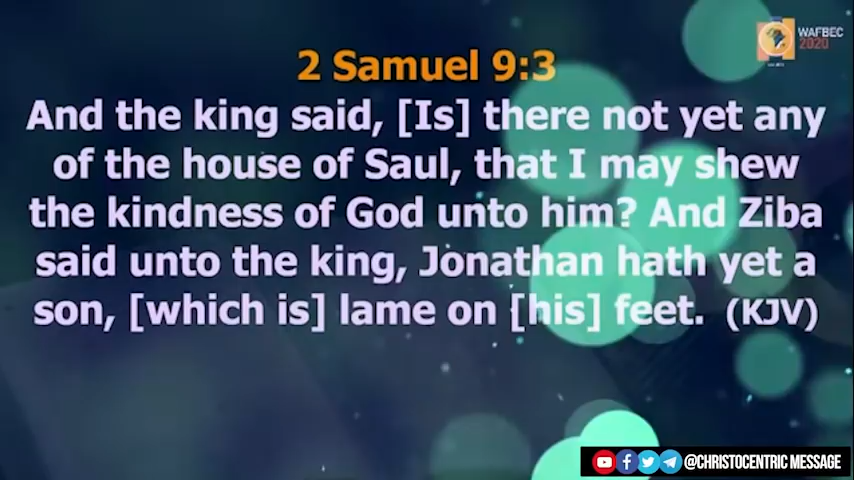 WAFBEC
2020
2 Samuel 9:3
And the king said, [Is] there not yet any
of the house of Saul, that I may shew
the kindness of God unto him? And Ziba
said unto the king, Jonathan hath yet a
son, [which is] lame on [his] feet. (KJV)
@CHRISTOCENTRIC MESSAGE